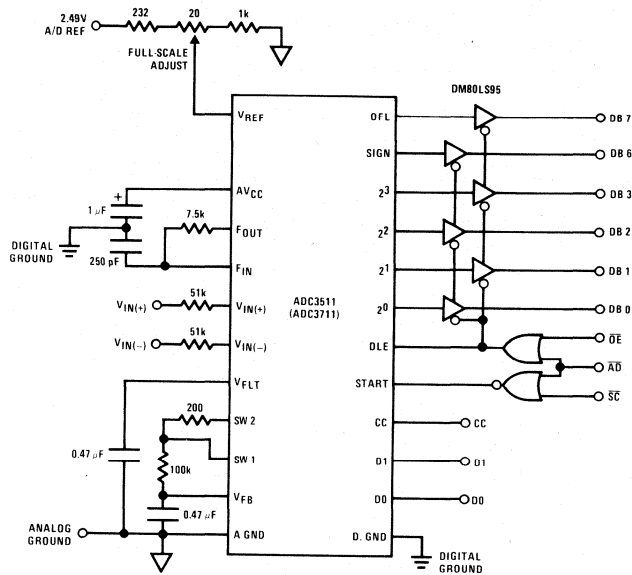 2.49V
A/D REF
232
20
1k
FULL-SCALE
ADJUST
DM80LS95
VREF
OFL
DB 7
SIGN
DB 6
AVCC
2³
DB 3
+
1 μF
7.5k
FOUT
2²
DB 2
DIGITAL
GROUND
250 pF
FIN
2¹
DB 1
ADC3511
(ADC3711)
51k
VIN(+)
VIN(+)
2⁰
DB 0
51k
VIN(−)
VIN(−)
DLE
O̅E̅
A̅D̅
VFLT
START
S̅C̅
200
SW 2
CC
CC
0.47 μF
SW 1
100k
D1
D1
VFB
D0
D0
0.47 μF
ANALOG
GROUND
A GND
D. GND
DIGITAL
GROUND